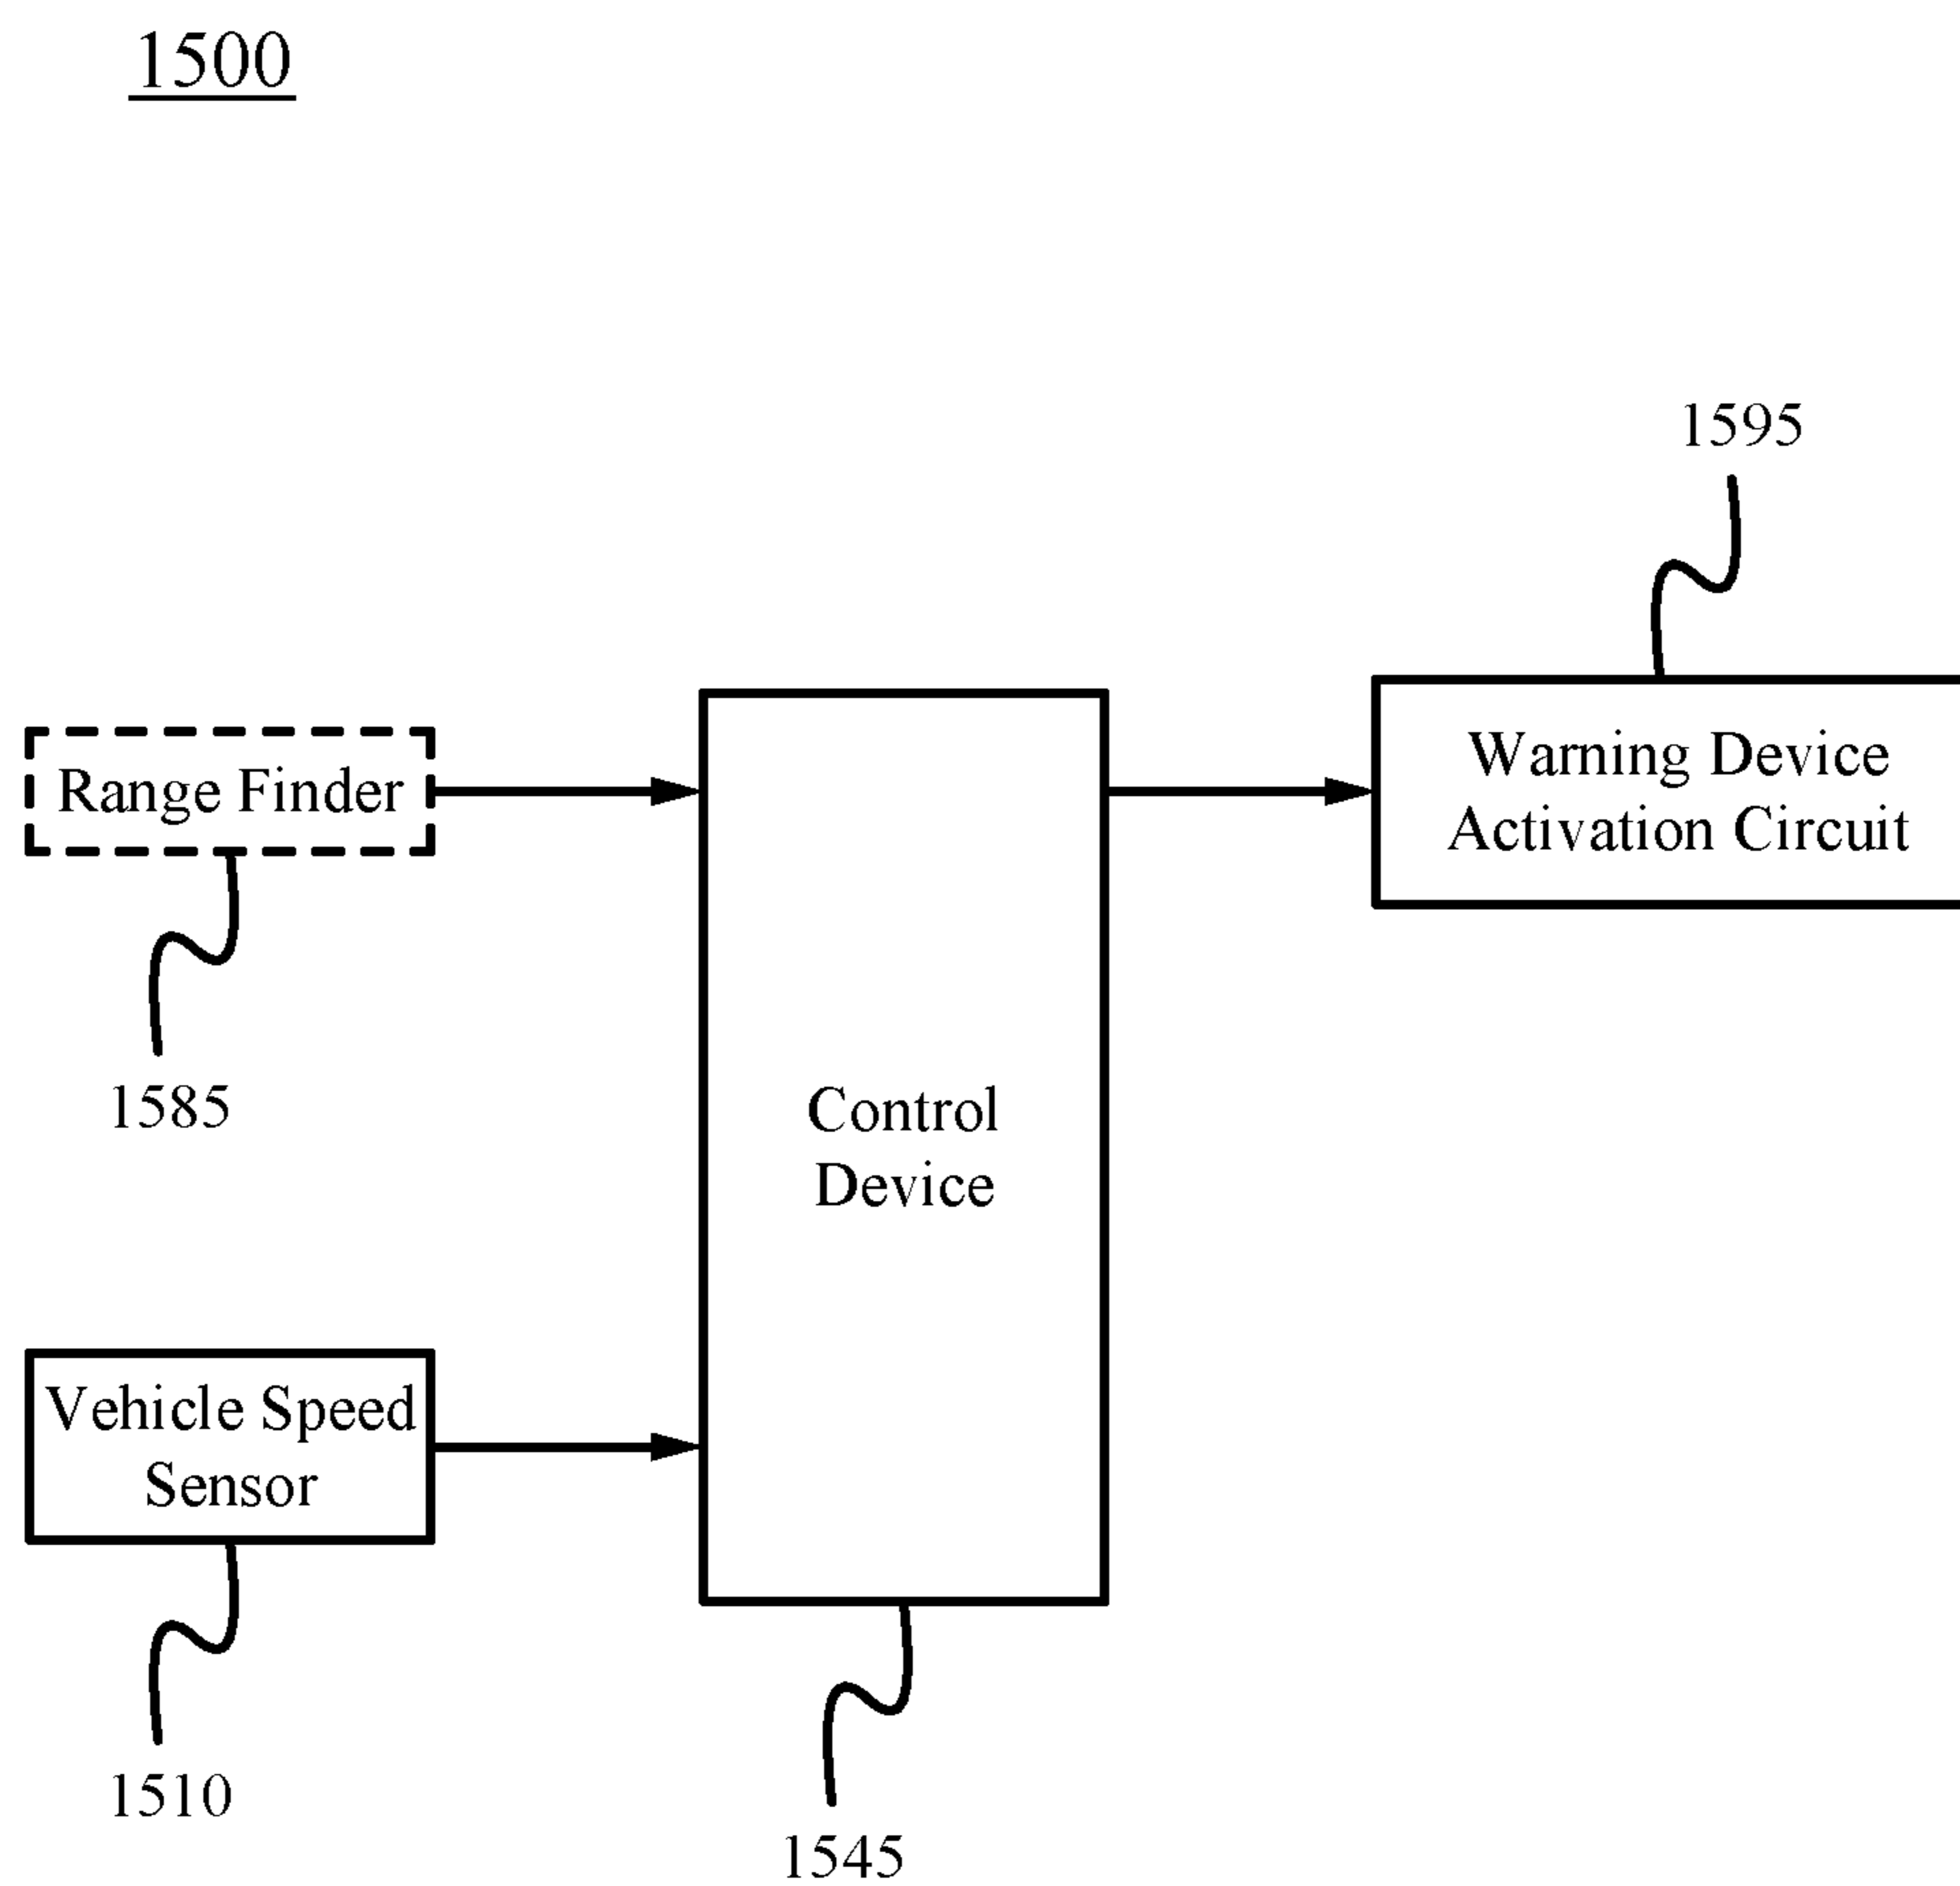 1500
1595
Warning Device
Activation Circuit
Range Finder
1585
Control
Device
Vehicle Speed
Sensor
1510
1545